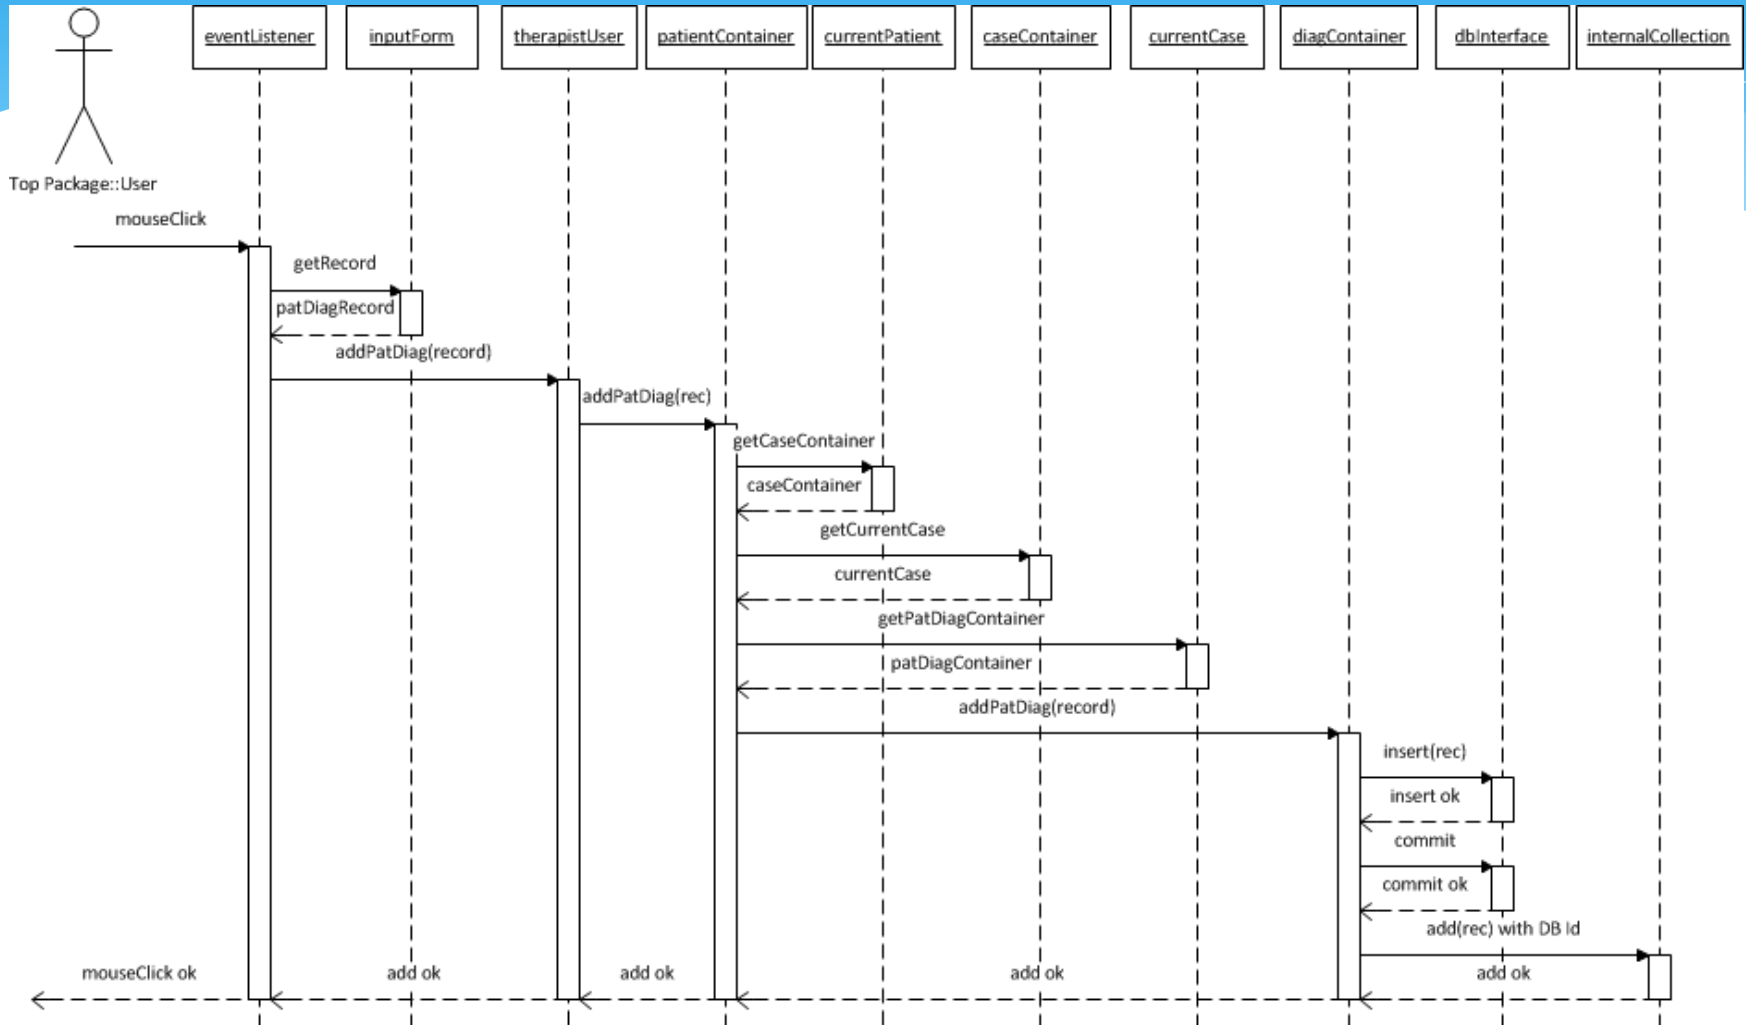 eventListener
inputForm
therapistUser
patientContainer
currentPatient
caseContainer
currentCase
diagContainer
dbInterface
internalCollection
Top Package::User
mouseClick
getRecord
patDiagRecord
addPatDiag(record)
addPatDiag(rec)
getCaseContainer
caseContainer
getCurrentCase
currentCase
getPatDiagContainer
patDiagContainer
addPatDiag(record)
insert(rec)
insert ok
commit
commit ok
add(rec) with DB Id
mouseClick ok
add ok
add ok
add ok
add ok